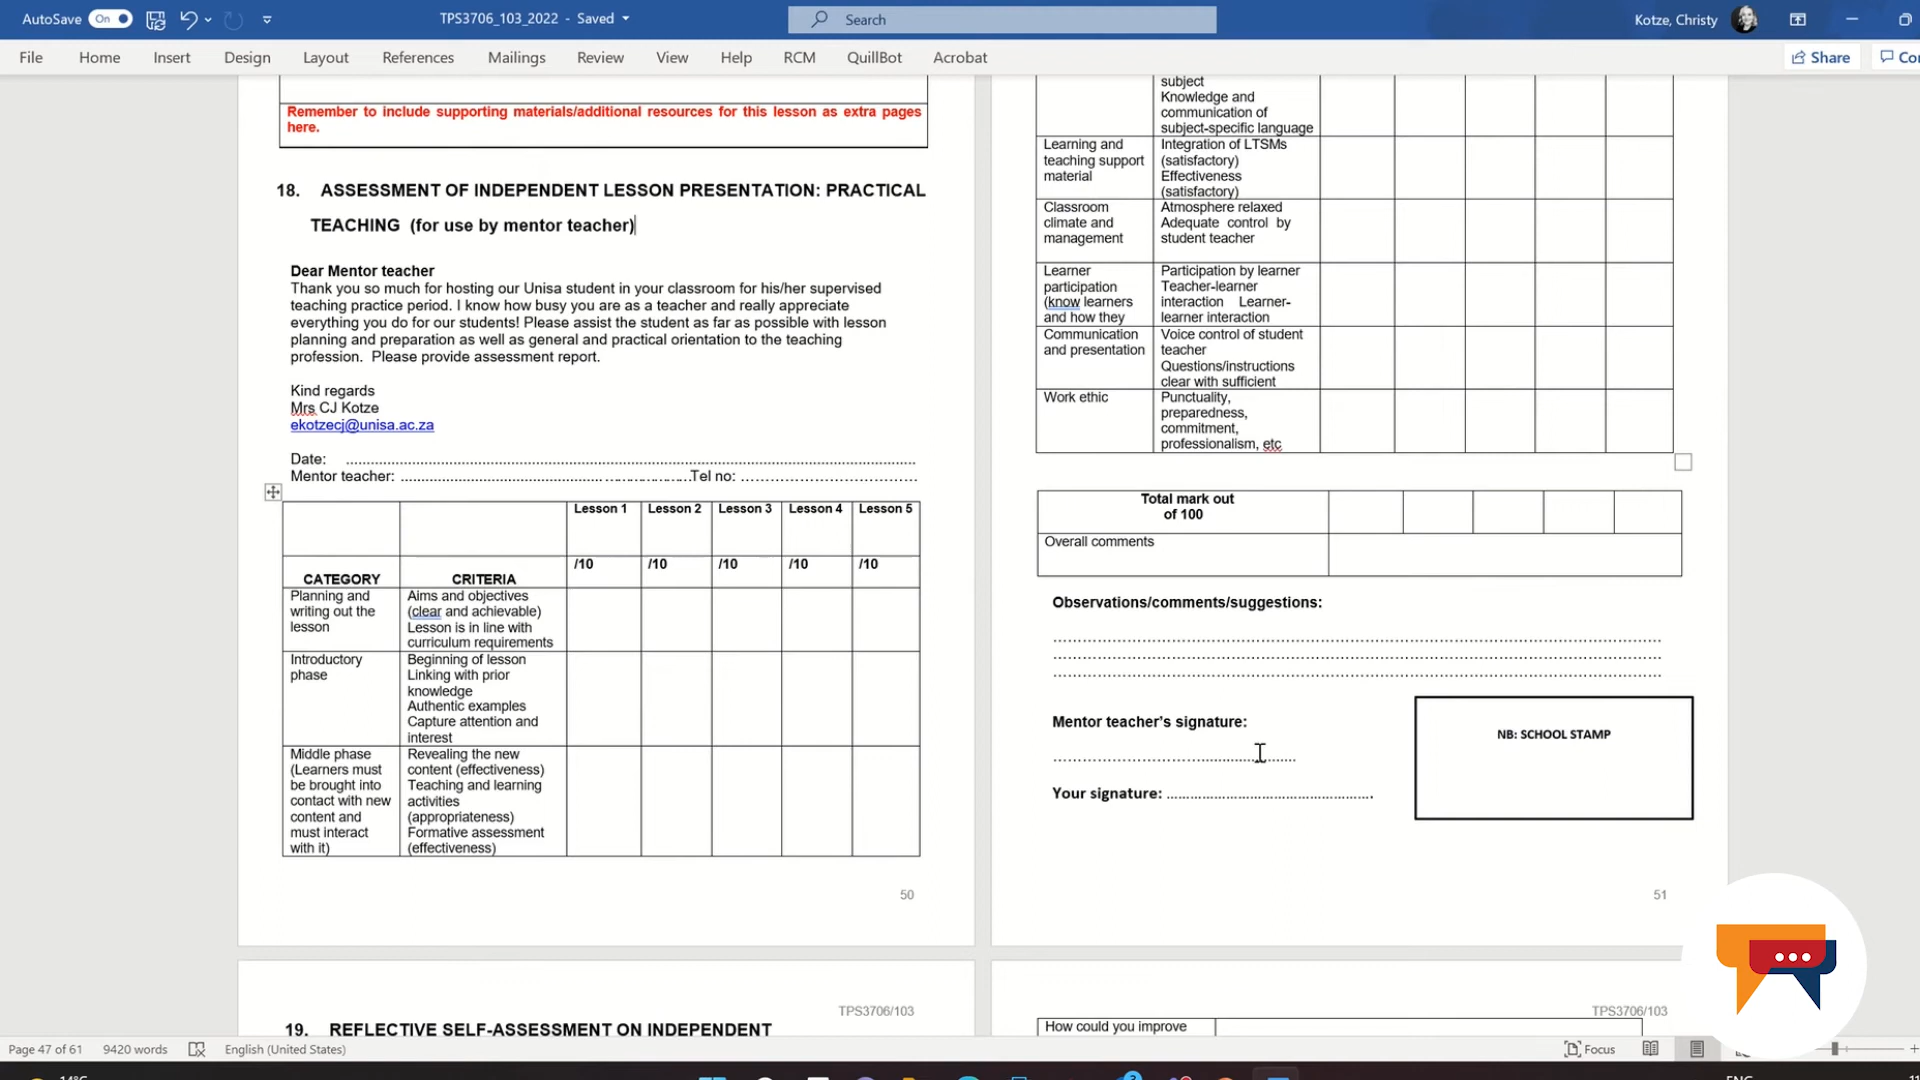 AutoSave On TPS3706_103_2022 - Saved Search Kotze, Christy
File Home Insert Design Layout References Mailings Review View Help RCM QuillBot Acrobat Share
Remember to include supporting materials/additional resources for this lesson as extra pages
here.
18. ASSESSMENT OF INDEPENDENT LESSON PRESENTATION: PRACTICAL
TEACHING (for use by mentor teacher)
Dear Mentor teacher
Thank you so much for hosting our Unisa student in your classroom for his/her supervised
teaching practice period. I know how busy you are as a teacher and really appreciate
everything you do for our students! Please assist the student as far as possible with lesson
planning and preparation as well as general and practical orientation to the teaching
profession. Please provide assessment report.
Kind regards
Mrs CJ Kotze
ekotzecj@unisa.ac.za
Date: ........................................
Mentor teacher: ........................................Tel no: ........................................
Lesson 1 Lesson 2 Lesson 3 Lesson 4 Lesson 5
/10 /10 /10 /10 /10
CATEGORY CRITERIA
Planning and
writing out the
lesson
Aims and objectives
(clear and achievable)
Lesson is in line with
curriculum requirements
Introductory
phase
Beginning of lesson
Linking with prior
knowledge
Authentic examples
Capture attention and
interest
Middle phase
(Learners must
be brought into
contact with new
content and
must interact
with it)
Revealing the new
content (effectiveness)
Teaching and learning
activities
(appropriateness)
Formative assessment
(effectiveness)
50
subject
Knowledge and
communication of
subject-specific language
Learning and
teaching support
material
Integration of LTSMs
(satisfactory)
Effectiveness
(satisfactory)
Classroom
climate and
management
Atmosphere relaxed
Adequate control by
student teacher
Learner
participation
(know learners
and how they
Participation by learner
Teacher-learner
interaction Learner-
learner interaction
Communication
and presentation
Voice control of student
teacher
Questions/instructions
clear with sufficient
Work ethic
Punctuality,
preparedness,
commitment,
professionalism, etc
Total mark out
of 100
Overall comments
Observations/comments/suggestions:
Mentor teacher's signature:
NB: SCHOOL STAMP
Your signature: ........................................
51
TPS3706/103
19. REFLECTIVE SELF-ASSESSMENT ON INDEPENDENT
TPS3706/103
How could you improve
Page 47 of 61 9420 words English (United States) Focus